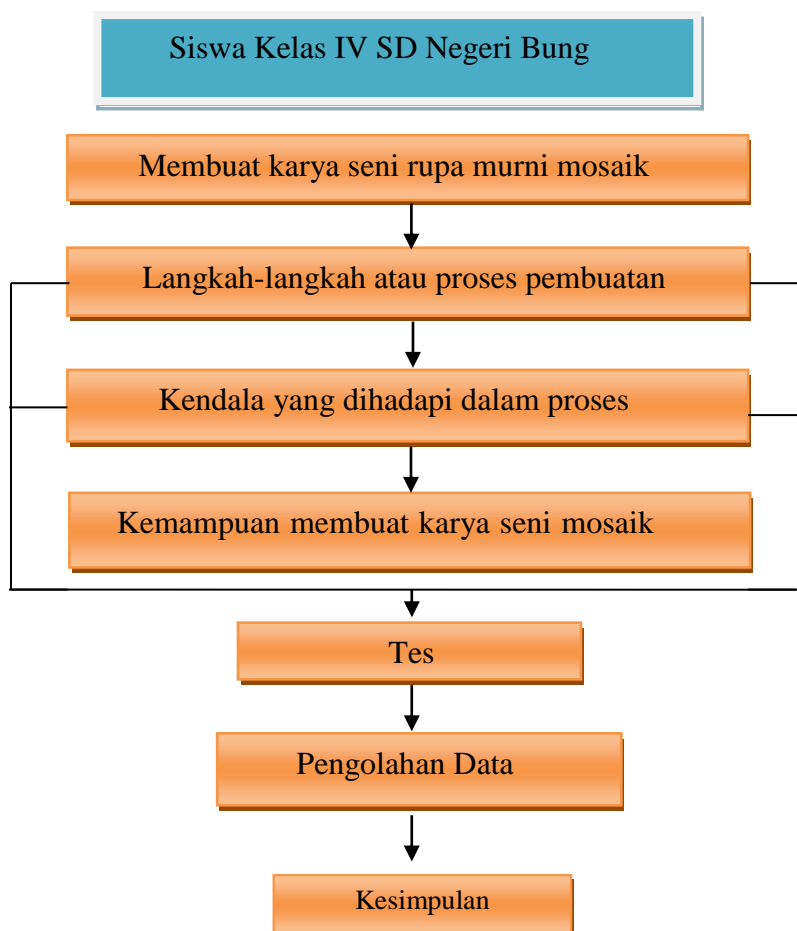 Siswa Kelas IV SD Negeri Bung
Membuat karya seni rupa murni mosaik
Langkah-langkah atau proses pembuatan
Kendala yang dihadapi dalam proses
Kemampuan membuat karya seni mosaik
Tes
Pengolahan Data
Kesimpulan